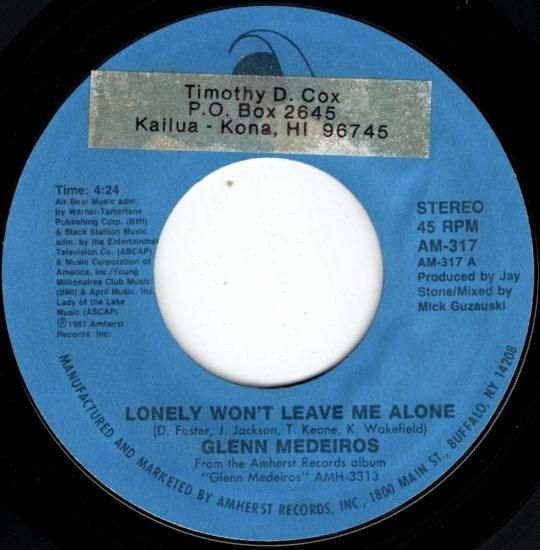 Timothy D. Cox
P.O. Box 2645
Kailua - Kona, HI 96745
Time: 4:24
Air Bear Music adm.
by Warner-Tamerlane
Publishing Corp. (BMI)
& Black Stallion Music
adm. by the Entertainme
Television Co. (ASCAP)
& Music Corporation of
America, Inc./Young
Millionaires Club Music
(BMI) & April Music, Inc.
Lady of the Lake
Music (ASCAP)
℗1987 Amherst
Records, Inc.
STEREO
45 RPM
AM-317
AM-317 A
Produced by Jay
Stone/Mixed by
Mick Guzauski
LONELY WON'T LEAVE ME ALONE
(D. Foster, J. Jackson, T. Keane, K. Wakefield)
GLENN MEDEIROS
From the Amherst Records album
"Glenn Medeiros" AMH-3313
MANUFACTURED AND MARKETED BY AMHERST RECORDS, INC., 1800 MAIN ST., BUFFALO, NY 14208